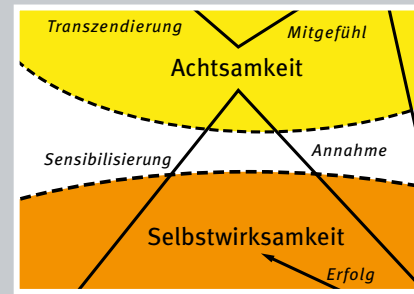 Transzendierung
Mitgefühl
Achtsamkeit
Sensibilisierung
Annahme
Selbstwirksamkeit
Erfolg